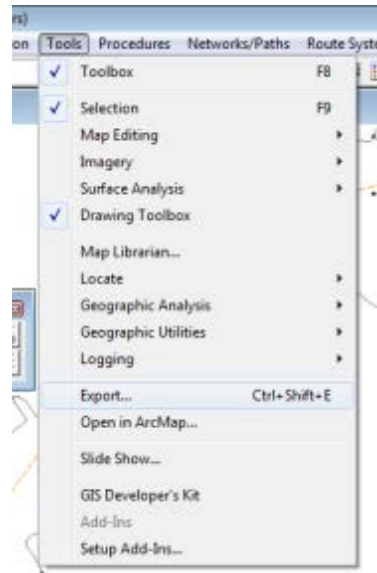 rs)
on Tools Procedures Networks/Paths Route Syst
Toolbox F8
Selection F9
Map Editing
Imagery
Surface Analysis
Drawing Toolbox
Map Librarian...
Locate
Geographic Analysis
Geographic Utilities
Logging
Export... Ctrl+Shift+E
Open in ArcMap...
Slide Show...
GIS Developer's Kit
Add-Ins
Setup Add-Ins...